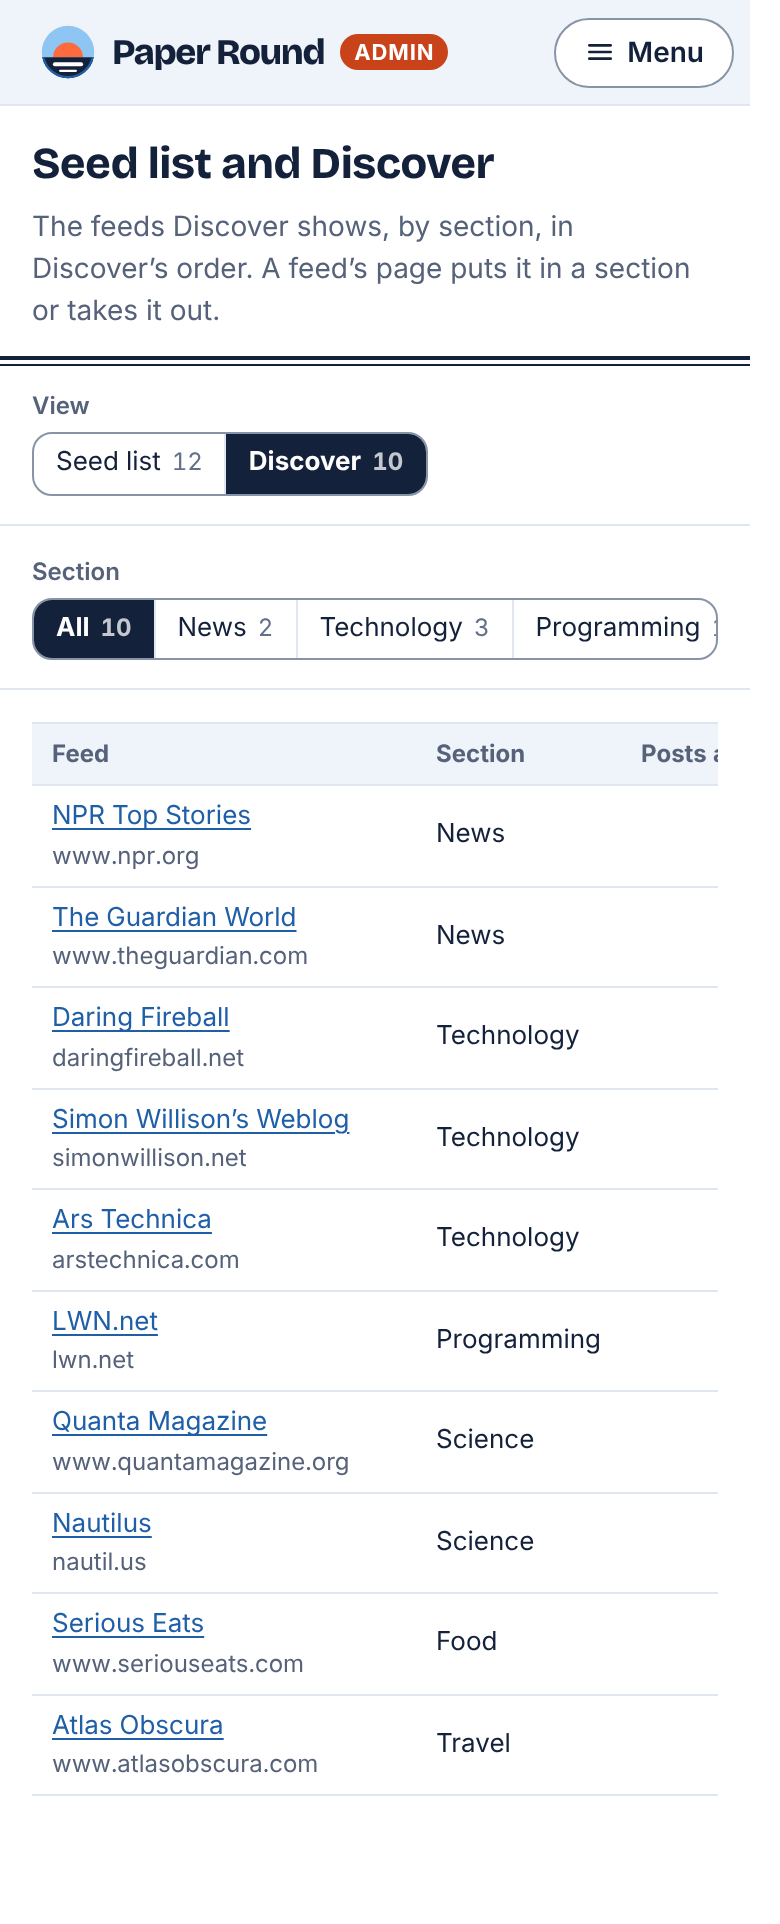 Paper Round ADMIN
Menu
Seed list and Discover
The feeds Discover shows, by section, in
Discover’s order. A feed’s page puts it in a section
or takes it out.
View
Seed list 12 Discover 10
Section
All 10 News 2 Technology 3 Programming
Feed Section Posts
NPR Top Stories
www.npr.org
News
The Guardian World
www.theguardian.com
News
Daring Fireball
daringfireball.net
Technology
Simon Willison’s Weblog
simonwillison.net
Technology
Ars Technica
arstechnica.com
Technology
LWN.net
lwn.net
Programming
Quanta Magazine
www.quantamagazine.org
Science
Nautilus
nautil.us
Science
Serious Eats
www.seriouseats.com
Food
Atlas Obscura
www.atlasobscura.com
Travel